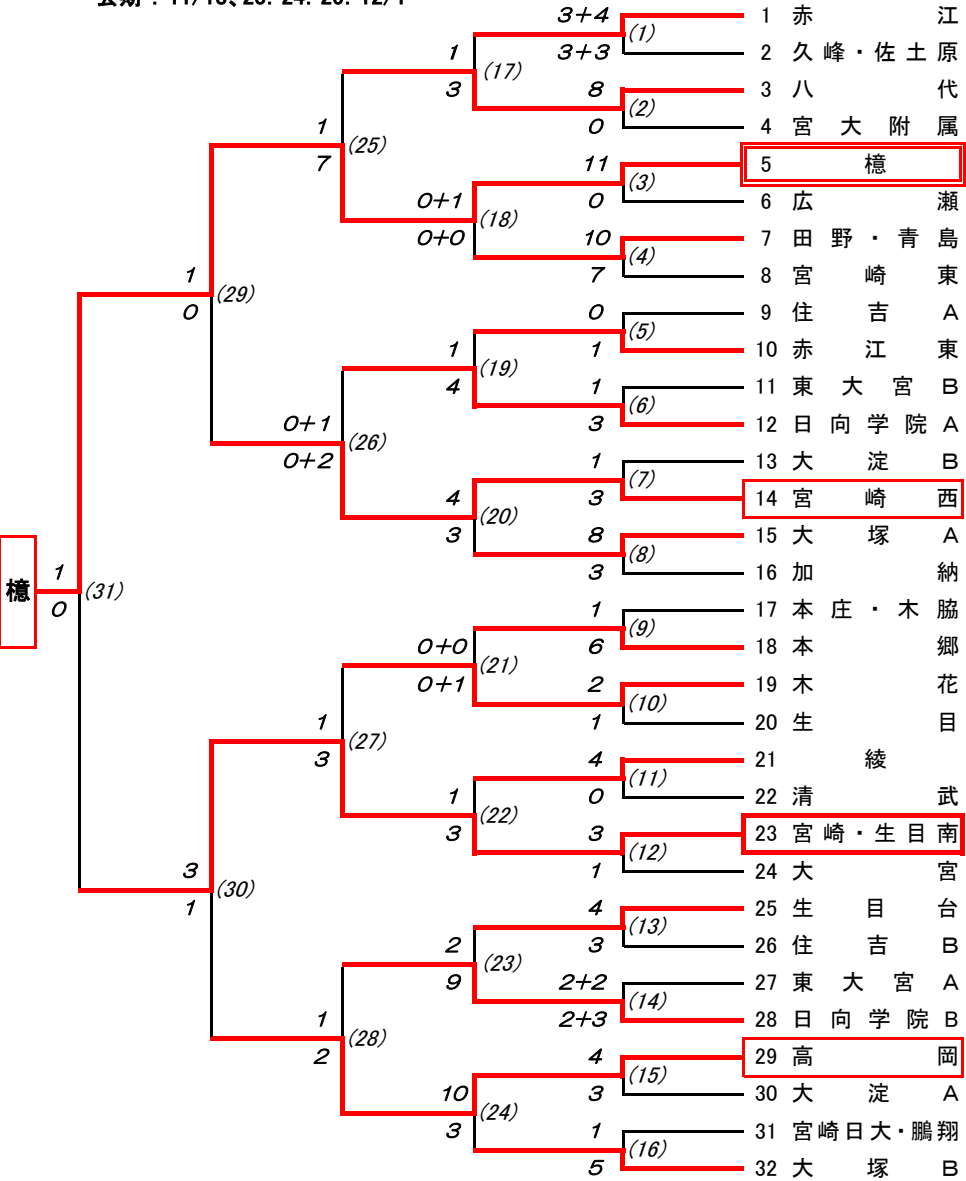 3+4
1 赤江
(1)
3+3
2 久峰・佐土原
1
(17)
3
8
3 八代
(2)
0
4 宮大附属
1
(25)
7
11
5 檍
(3)
0
6 広瀬
0+1
(18)
0+0
10
7 田野・青島
(4)
7
8 宮崎東
1
(29)
0
0
9 住吉A
(5)
1
10 赤江東
1
(19)
4
1
11 東大宮B
(6)
3
12 日向学院A
0+1
(26)
0+2
1
13 大淀B
(7)
3
14 宮崎西
4
(20)
3
8
15 大塚A
(8)
3
16 加納
檍
1
(31)
0
1
17 本庄・木脇
(9)
6
18 本郷
0+0
(21)
0+1
2
19 木花
(10)
1
20 生目
1
(27)
3
4
21 綾
(11)
0
22 清武
1
(22)
3
3
23 宮崎・生目南
(12)
1
24 大宮
3
(30)
1
4
25 生目台
(13)
3
26 住吉B
2
(23)
9
2+2
27 東大宮A
(14)
2+3
28 日向学院B
1
(28)
2
4
29 高岡
(15)
3
30 大淀A
10
(24)
3
1
31 宮崎日大・鵬翔
(16)
5
32 大塚B